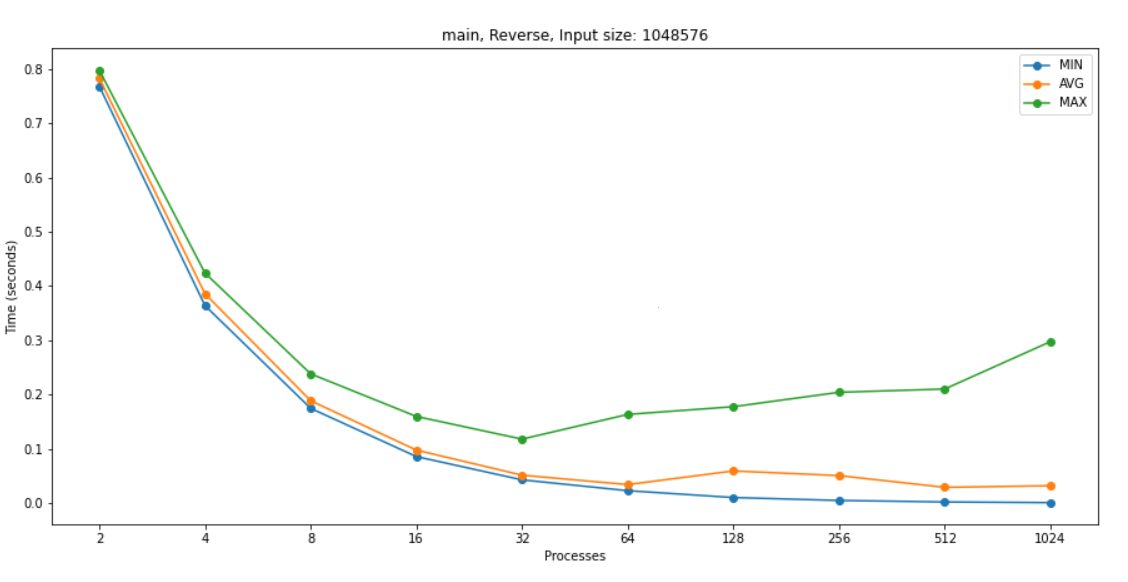 main, Reverse, Input size: 1048576
MIN
AVG
MAX
0.8
0.7
0.6
0.5
0.4
0.3
0.2
0.1
0.0
Time (seconds)
2 4 8 16 32 64 128 256 512 1024
Processes